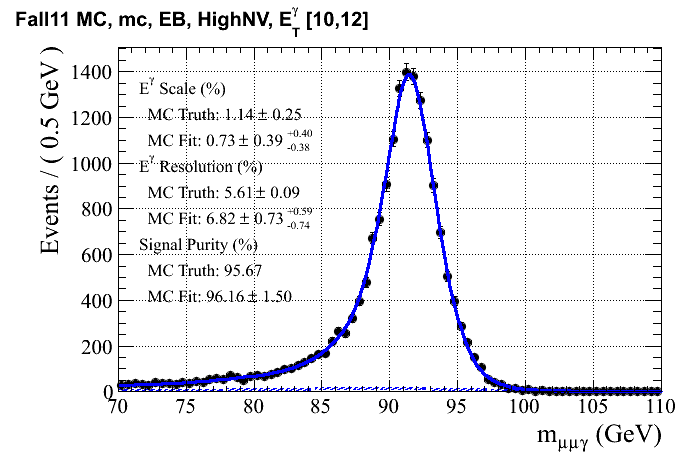 Fall11 MC, mc, EB, HighNV, E_T^γ [10,12]
Events / ( 0.5 GeV )
1400
1200
1000
800
600
400
200
0
E^γ Scale (%)
MC Truth: 1.14 ± 0.25
MC Fit: 0.73 ± 0.39 +0.40 -0.38
E^γ Resolution (%)
MC Truth: 5.61 ± 0.09
MC Fit: 6.82 ± 0.73 +0.59 -0.74
Signal Purity (%)
MC Truth: 95.67
MC Fit: 96.16 ± 1.50
70 75 80 85 90 95 100 105 110
m_μμγ (GeV)